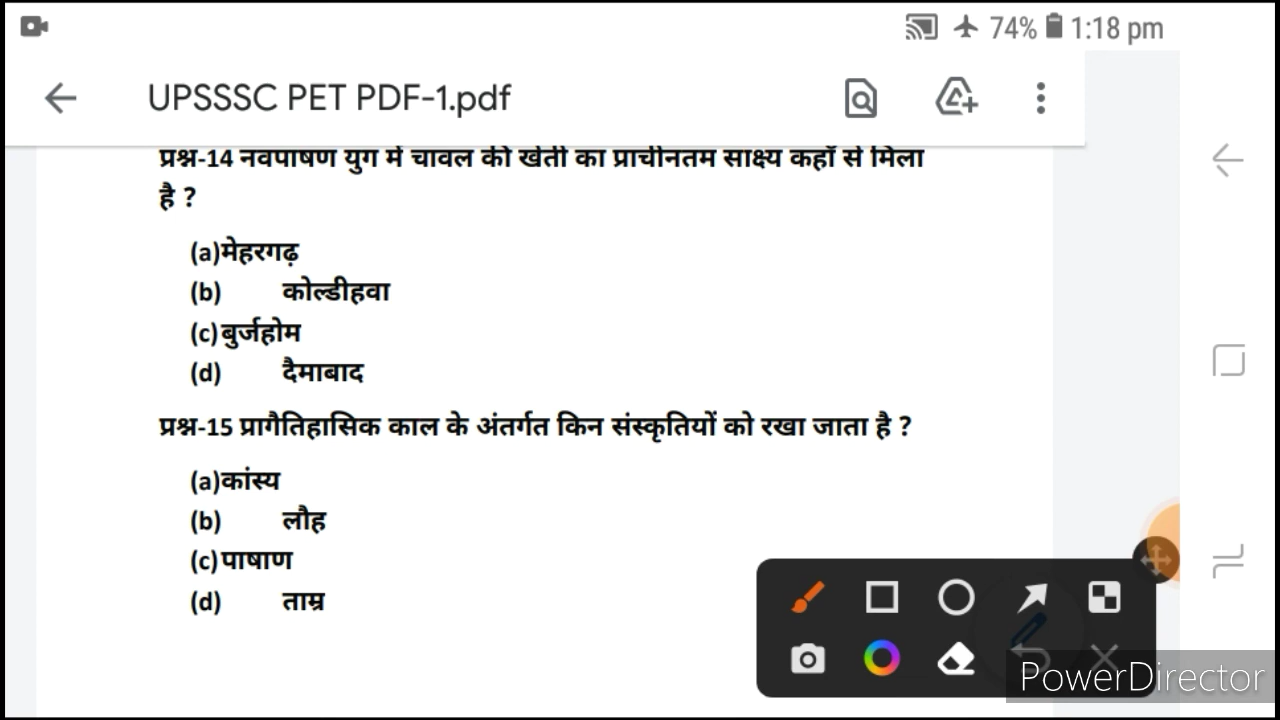 74% 1:18 pm
UPSSSC PET PDF-1.pdf
प्रश्न-14 नवपाषण युग में चावल की खेती का प्राचीनतम साक्ष्य कहाँ से मिला
है ?
(a)मेहरगढ़
(b) कोल्डीहवा
(c)बुर्जहोम
(d) दैमाबाद
प्रश्न-15 प्रागैतिहासिक काल के अंतर्गत किन संस्कृतियों को रखा जाता है ?
(a)कांस्य
(b) लौह
(c)पाषाण
(d) ताम्र
PowerDirector